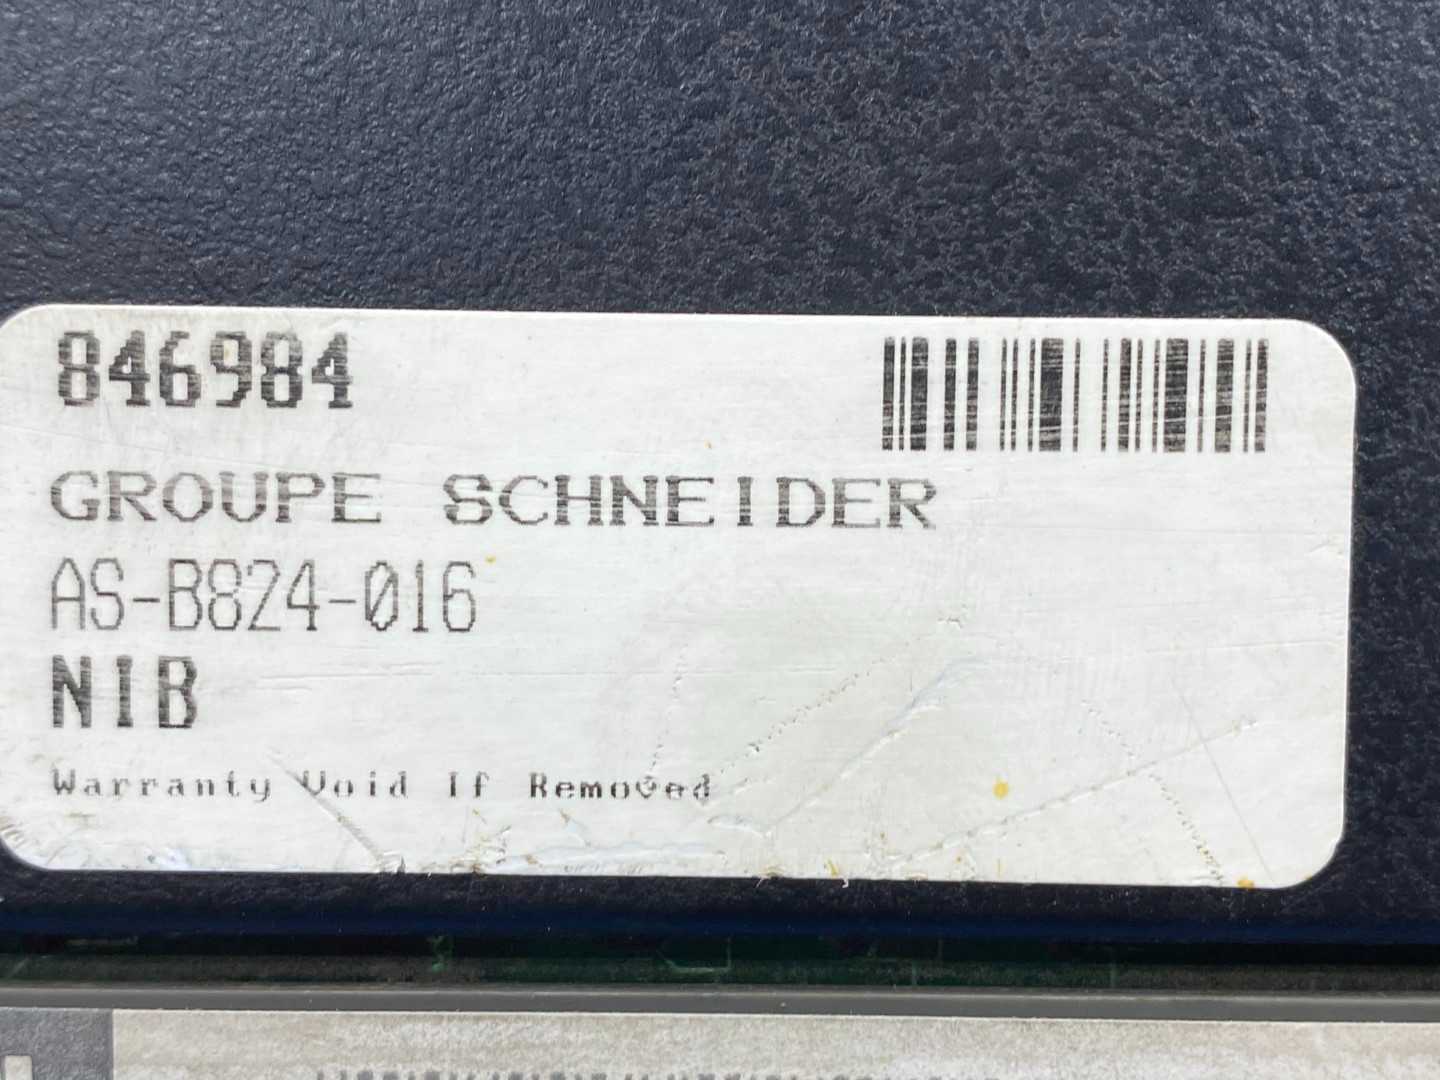 846984
GROUPE SCHNEIDER
AS-B824-016
NIB
Warranty Void If Removed